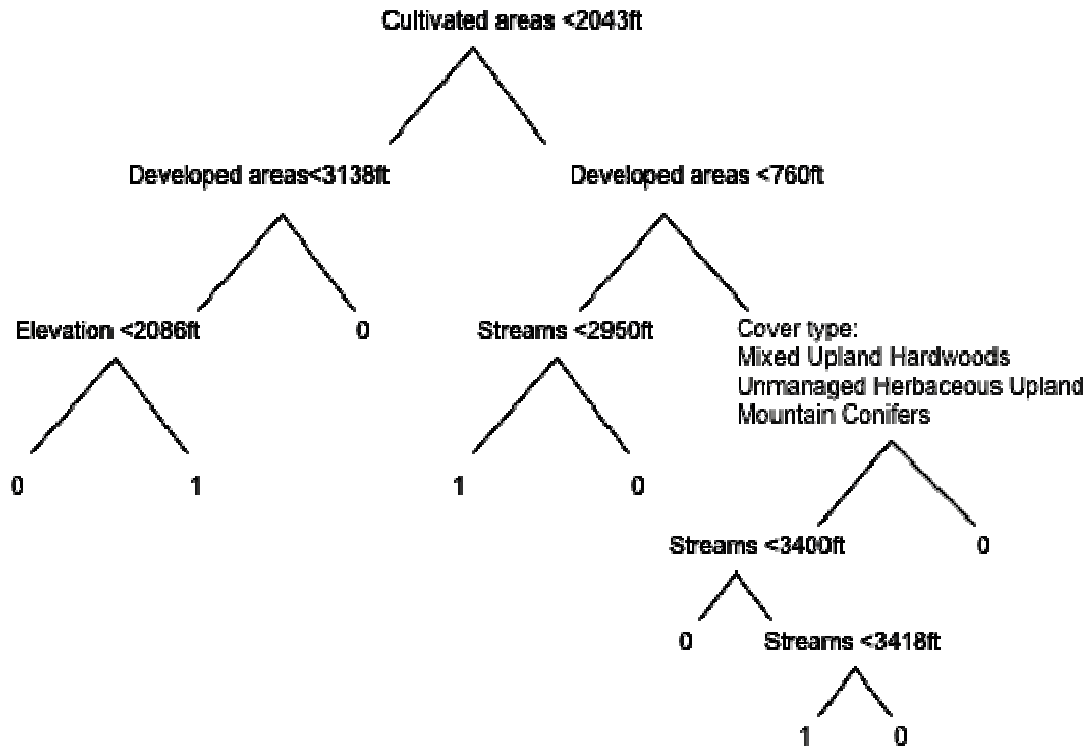 Cultivated areas <2043ft
Developed areas<3138ft
Developed areas <760ft
Elevation <2086ft
0
Streams <2950ft
Cover type:
Mixed Upland Hardwoods
Unmanaged Herbaceous Upland
Mountain Conifers
0
1
1
0
Streams <3400ft
0
0
Streams <3418ft
1
0